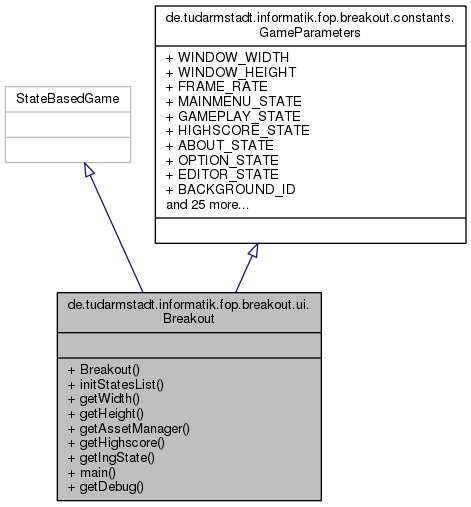 de.tudarmstadt.informatik.fop.breakout.constants.
GameParameters
+ WINDOW_WIDTH
+ WINDOW_HEIGHT
+ FRAME_RATE
+ MAINMENU_STATE
+ GAMEPLAY_STATE
+ HIGHSCORE_STATE
+ ABOUT_STATE
+ OPTION_STATE
+ EDITOR_STATE
+ BACKGROUND_ID
and 25 more...
StateBasedGame
de.tudarmstadt.informatik.fop.breakout.ui.
Breakout
+ Breakout()
+ initStatesList()
+ getWidth()
+ getHeight()
+ getAssetManager()
+ getHighscore()
+ getIngState()
+ main()
+ getDebug()